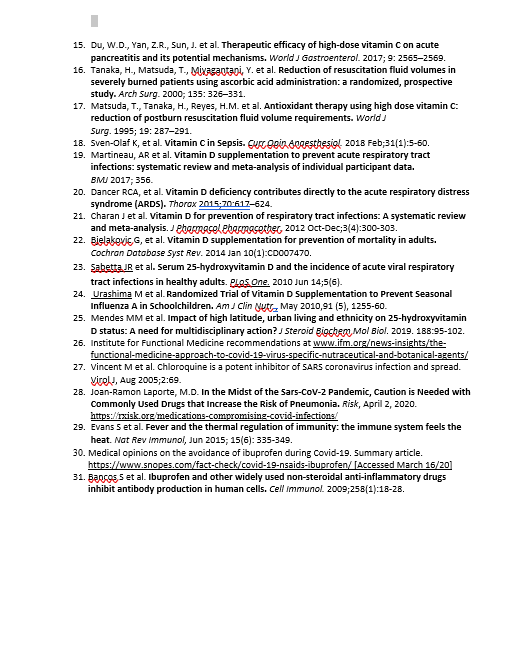 15. Du, W.D., Yan, Z.R., Sun, J. et al. Therapeutic efficacy of high-dose vitamin C on acute
pancreatitis and its potential mechanisms. World J Gastroenterol. 2017; 9: 2565–2569.
16. Tanaka, H., Matsuda, T., Miyagantani, Y. et al. Reduction of resuscitation fluid volumes in
severely burned patients using ascorbic acid administration: a randomized, prospective
study. Arch Surg. 2000; 135: 326–331.
17. Matsuda, T., Tanaka, H., Reyes, H.M. et al. Antioxidant therapy using high dose vitamin C:
reduction of postburn resuscitation fluid volume requirements. World J
Surg. 1995; 19: 287–291.
18. Sven-Olaf K, et al. Vitamin C in Sepsis. Curr Opin Anaesthesiol. 2018 Feb;31(1):5-60.
19. Martineau, AR et al. Vitamin D supplementation to prevent acute respiratory tract
infections: systematic review and meta-analysis of individual participant data.
BMJ 2017; 356.
20. Dancer RCA, et al. Vitamin D deficiency contributes directly to the acute respiratory distress
syndrome (ARDS). Thorax 2015;70:617–624.
21. Charan J et al. Vitamin D for prevention of respiratory tract infections: A systematic review
and meta-analysis. J Pharmacol Pharmacother. 2012 Oct-Dec;3(4):300-303.
22. Bjelakovic G, et al. Vitamin D supplementation for prevention of mortality in adults.
Cochran Database Syst Rev. 2014 Jan 10(1):CD007470.
23. Sabetta JR et al. Serum 25-hydroxyvitamin D and the incidence of acute viral respiratory
tract infections in healthy adults. PLoS One. 2010 Jun 14;5(6).
24. Urashima M et al. Randomized Trial of Vitamin D Supplementation to Prevent Seasonal
Influenza A in Schoolchildren. Am J Clin Nutr., May 2010,91 (5), 1255-60.
25. Mendes MM et al. Impact of high latitude, urban living and ethnicity on 25-hydroxyvitamin
D status: A need for multidisciplinary action? J Steroid Biochem Mol Biol. 2019. 188:95-102.
26. Institute for Functional Medicine recommendations at www.ifm.org/news-insights/the-
functional-medicine-approach-to-covid-19-virus-specific-nutraceutical-and-botanical-agents/
27. Vincent M et al. Chloroquine is a potent inhibitor of SARS coronavirus infection and spread.
Virol J, Aug 2005;2:69.
28. Joan-Ramon Laporte, M.D. In the Midst of the Sars-CoV-2 Pandemic, Caution is Needed with
Commonly Used Drugs that Increase the Risk of Pneumonia. Risk, April 2, 2020.
https://rxisk.org/medications-compromising-covid-infections/
29. Evans S et al. Fever and the thermal regulation of immunity: the immune system feels the
heat. Nat Rev Immunol, Jun 2015; 15(6): 335-349.
30. Medical opinions on the avoidance of ibuprofen during Covid-19. Summary article.
https://www.snopes.com/fact-check/covid-19-nsaids-ibuprofen/ [Accessed March 16/20]
31. Bancos S et al. Ibuprofen and other widely used non-steroidal anti-inflammatory drugs
inhibit antibody production in human cells. Cell Immunol. 2009;258(1):18-28.